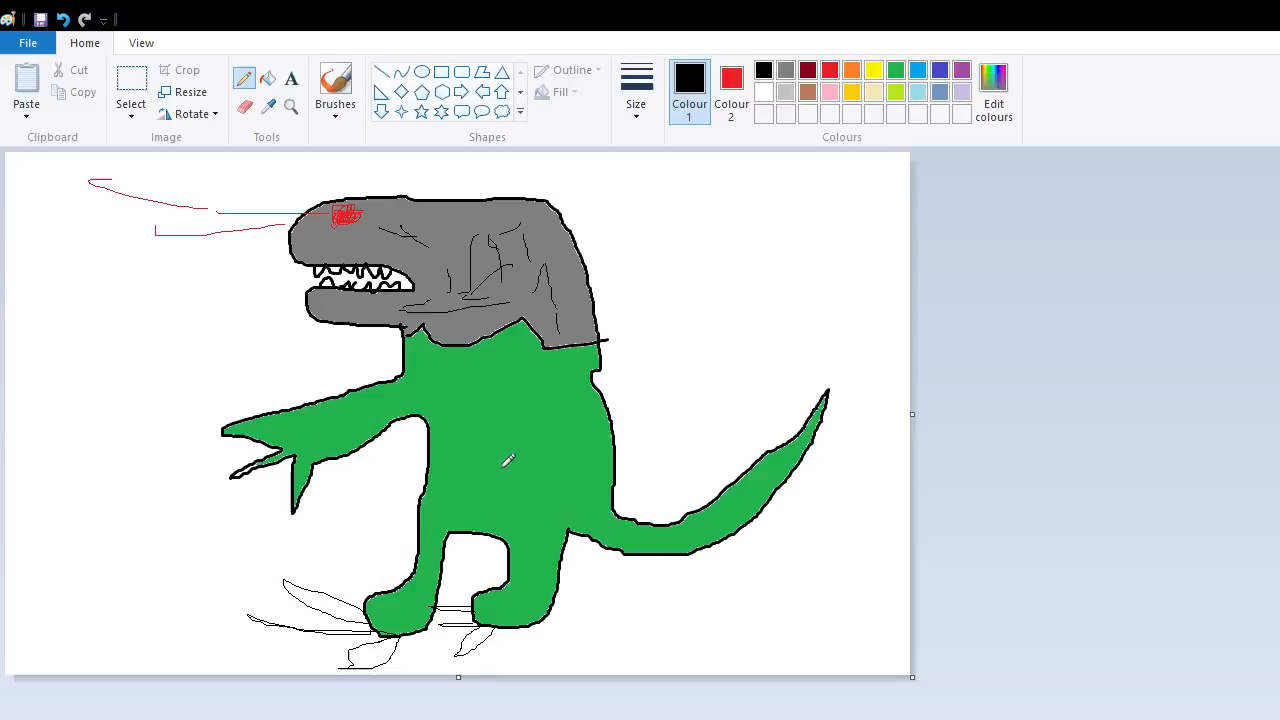 File Home View
Cut Crop Outline
Copy Resize Fill
Paste Select Rotate Brushes Size Colour 1 Colour 2 Edit colours
Clipboard Image Tools Shapes Colours